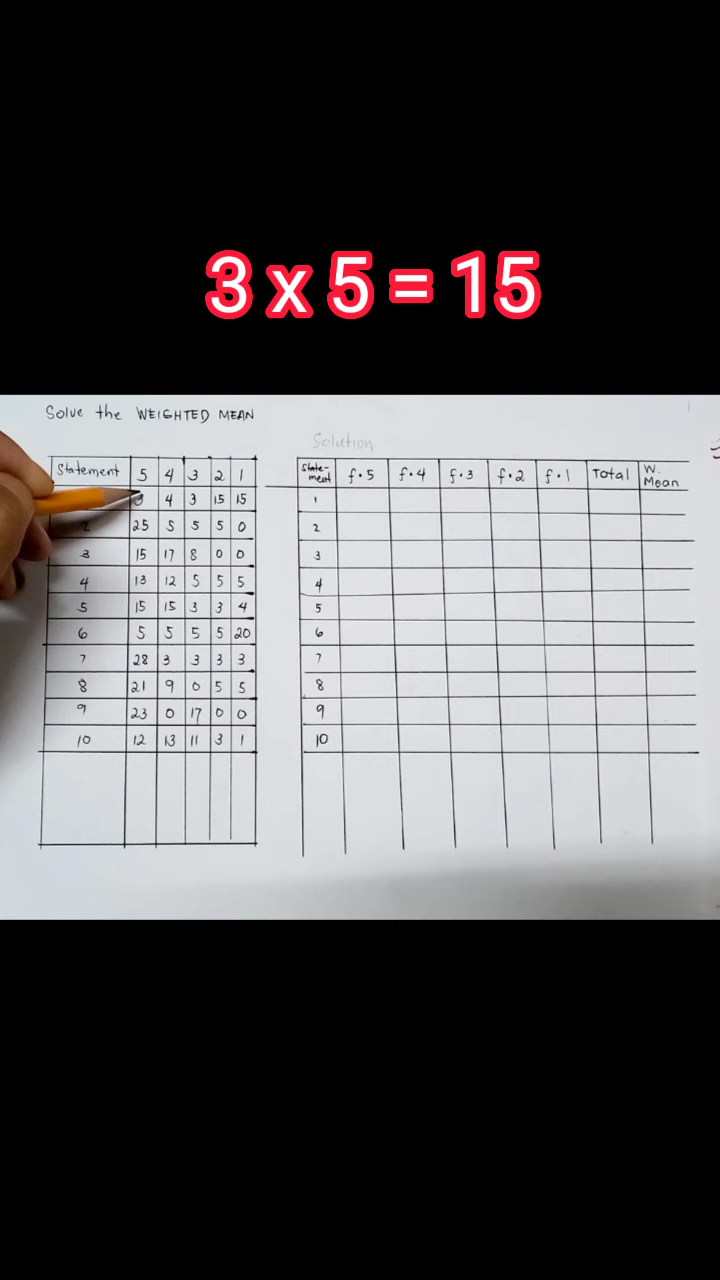 3 x 5 = 15
Solve the WEIGHTED MEAN
Solution
Statement 5 4 3 2 1
3 4 3 15 15
2 25 5 5 5 0
3 15 17 8 0 0
4 13 12 5 5 5
5 15 15 3 3 4
6 5 5 5 5 20
7 28 3 3 3 3
8 21 9 0 5 5
9 23 0 17 0 0
10 12 13 11 3 1
State-ment f·5 f·4 f·3 f·2 f·1 Total W. Mean
1
2
3
4
5
6
7
8
9
10